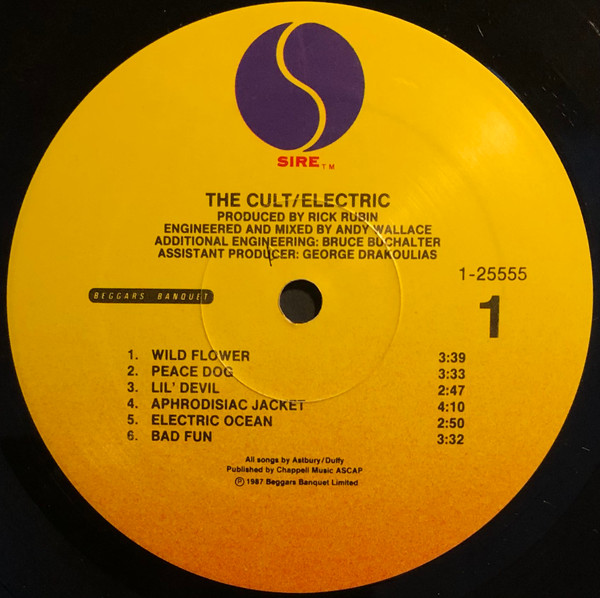 SIRE TM
THE CULT/ELECTRIC
PRODUCED BY RICK RUBIN
ENGINEERED AND MIXED BY ANDY WALLACE
ADDITIONAL ENGINEERING: BRUCE BUCHALTER
ASSISTANT PRODUCER: GEORGE DRAKOULIAS
1-25555
BEGGARS BANQUET
1
1. WILD FLOWER 3:39
2. PEACE DOG 3:33
3. LIL' DEVIL 2:47
4. APHRODISIAC JACKET 4:10
5. ELECTRIC OCEAN 2:50
6. BAD FUN 3:32
All songs by Astbury/Duffy
Published by Chappell Music ASCAP
℗ 1987 Beggars Banquet Limited